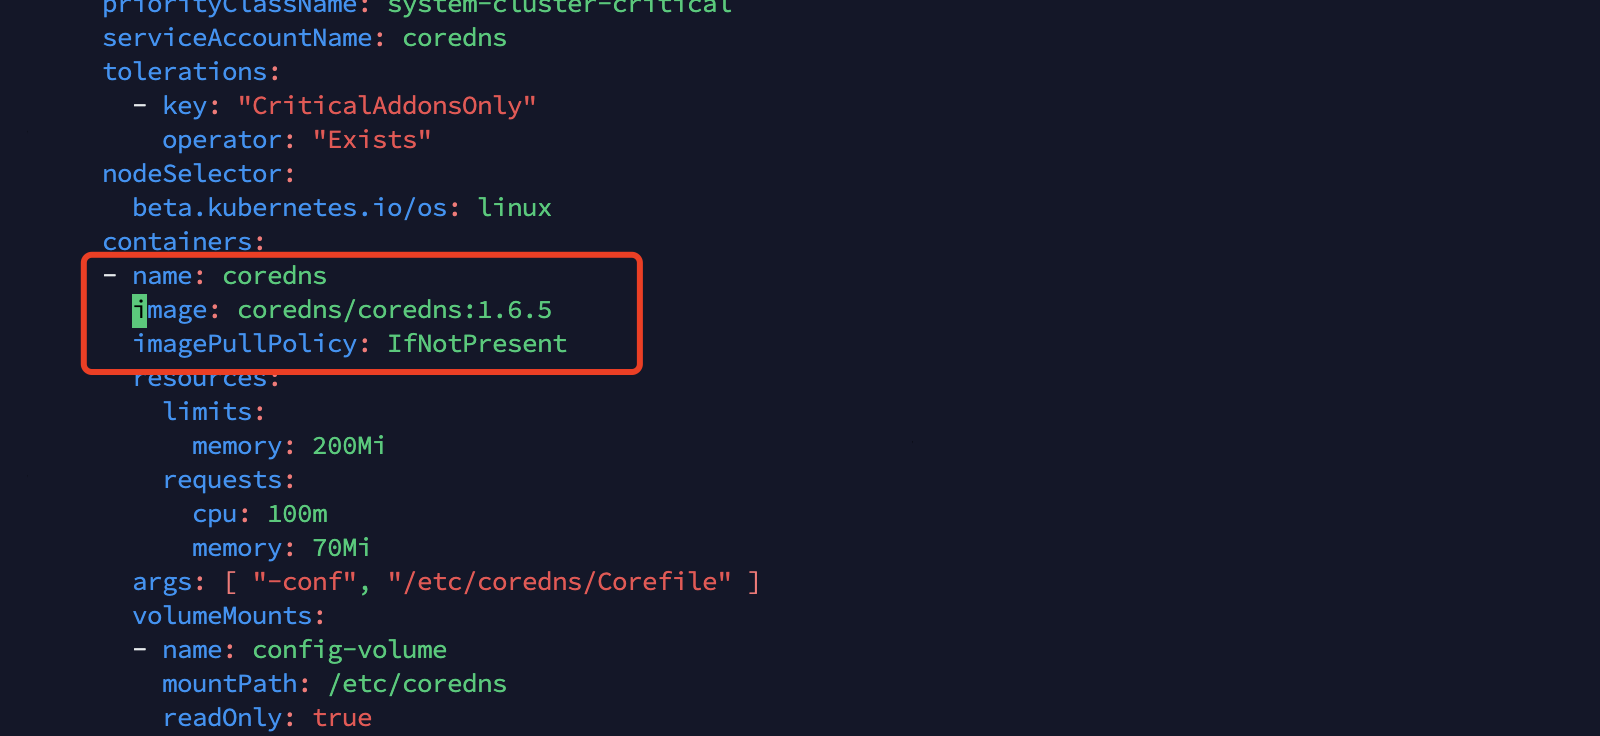 priorityClassName: system-cluster-critical
serviceAccountName: coredns
tolerations:
  - key: "CriticalAddonsOnly"
    operator: "Exists"
nodeSelector:
  beta.kubernetes.io/os: linux
containers:
- name: coredns
  image: coredns/coredns:1.6.5
  imagePullPolicy: IfNotPresent
  resources:
    limits:
      memory: 200Mi
    requests:
      cpu: 100m
      memory: 70Mi
  args: [ "-conf", "/etc/coredns/Corefile" ]
  volumeMounts:
  - name: config-volume
    mountPath: /etc/coredns
    readOnly: true